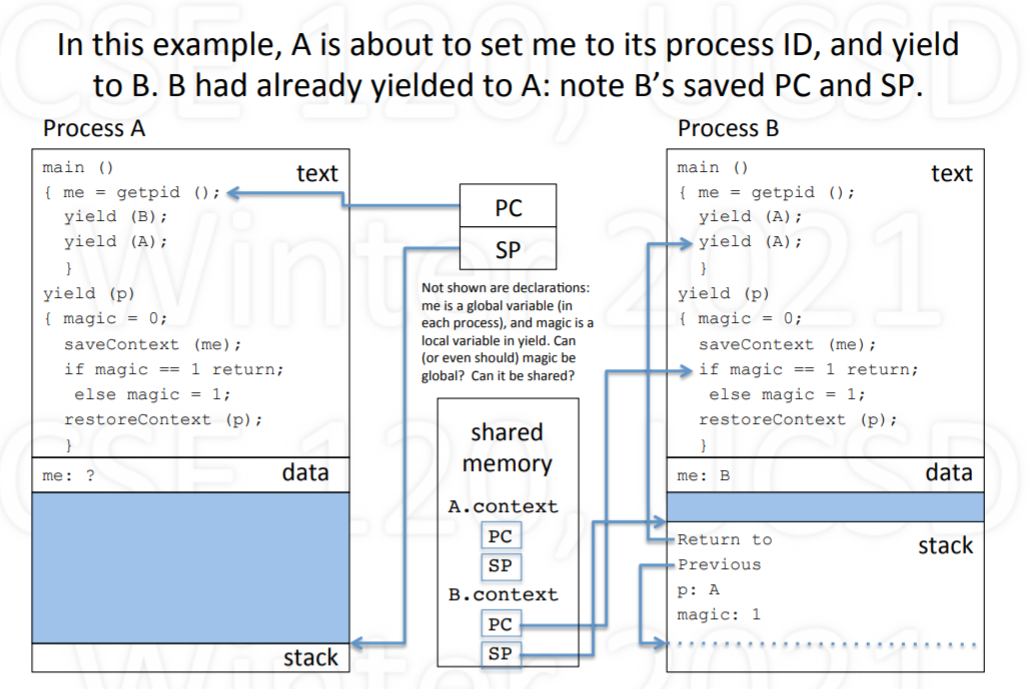 In this example, A is about to set me to its process ID, and yield
to B. B had already yielded to A: note B’s saved PC and SP.
Process A
main ()
text
{ me = getpid ();
yield (B);
yield (A);
}
yield (p)
{ magic = 0;
saveContext (me);
if magic == 1 return;
else magic = 1;
restoreContext (p);
}
me: ?
data
stack
PC
SP
Not shown are declarations:
me is a global variable (in
each process), and magic is a
local variable in yield. Can
(or even should) magic be
global? Can it be shared?
shared
memory
A.context
PC
SP
B.context
PC
SP
Process B
main ()
text
{ me = getpid ();
yield (A);
yield (A);
}
yield (p)
{ magic = 0;
saveContext (me);
if magic == 1 return;
else magic = 1;
restoreContext (p);
}
me: B
data
Return to
stack
Previous
p: A
magic: 1
CSE 120, UCSD
Winter 2021
CSE 120, UCSD
Winter 2021